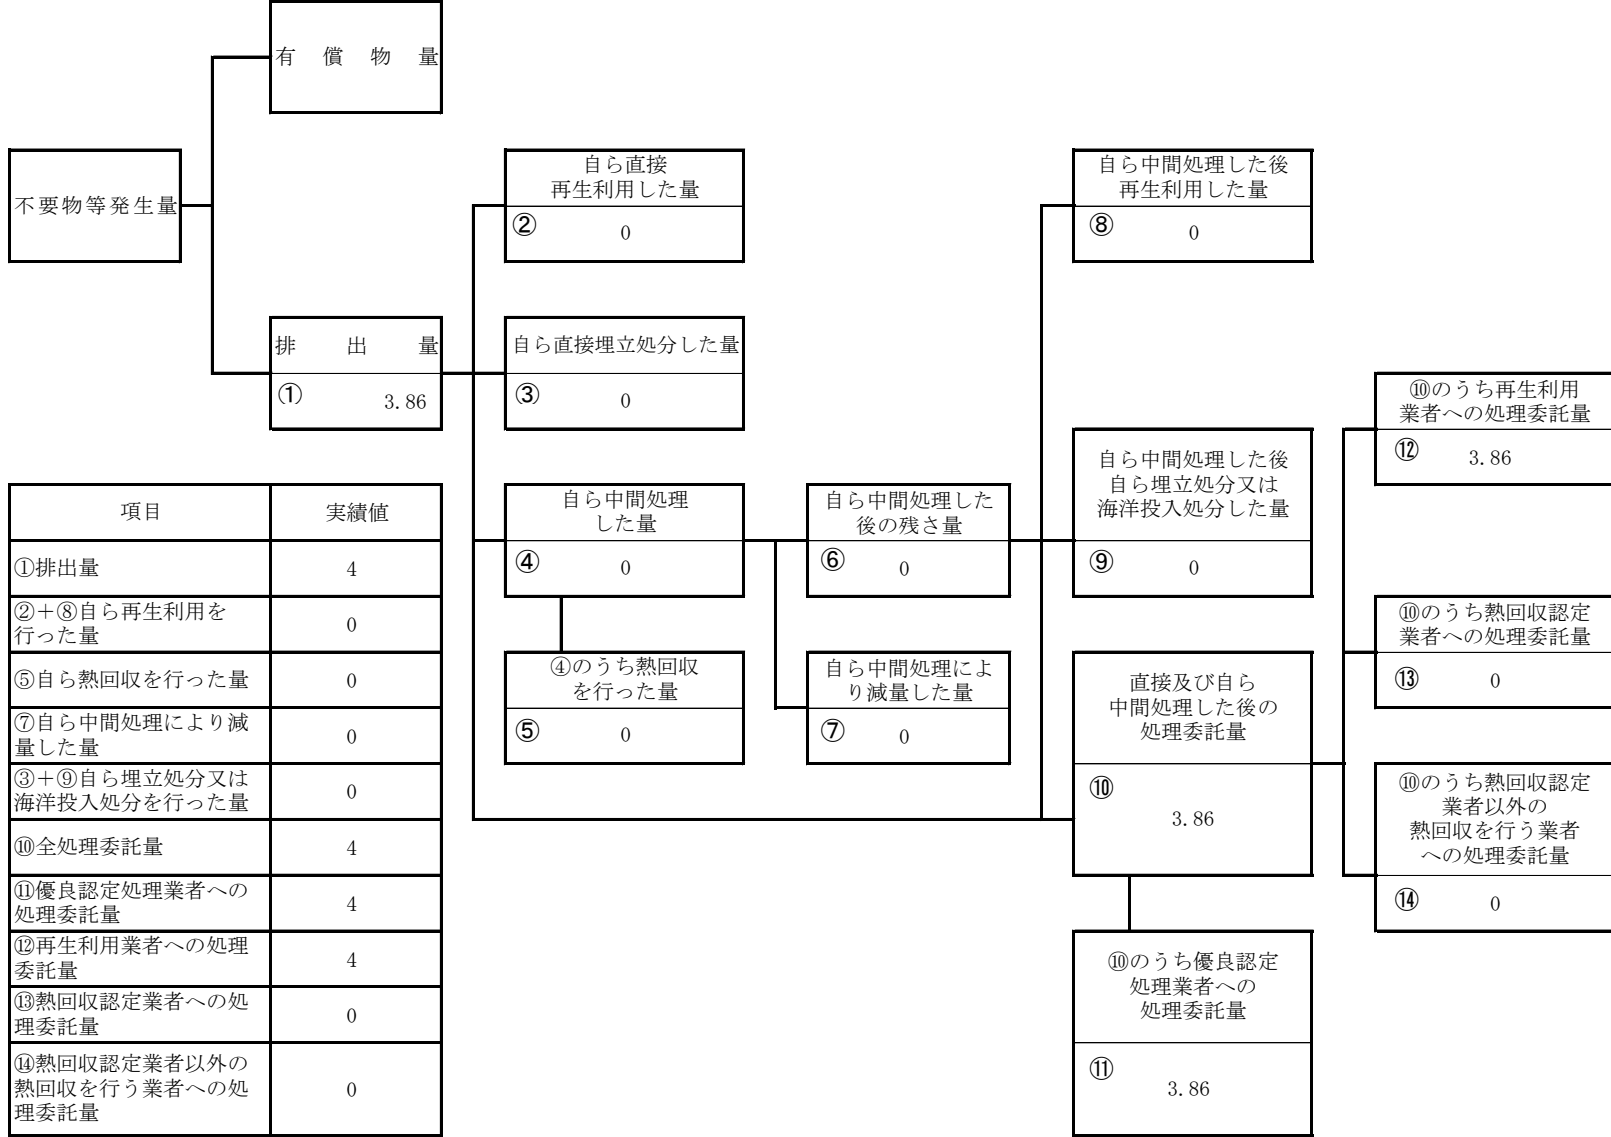 有償物量
不要物等発生量
排出量
① 3.86
自ら直接
再生利用した量
② 0
自ら直接埋立処分した量
③ 0
自ら中間処理
した量
④ 0
④のうち熱回収
を行った量
⑤ 0
自ら中間処理した
後の残さ量
⑥ 0
自ら中間処理によ
り減量した量
⑦ 0
自ら中間処理した後
再生利用した量
⑧ 0
自ら中間処理した後
自ら埋立処分又は
海洋投入処分した量
⑨ 0
直接及び自ら
中間処理した後の
処理委託量
⑩
3.86
⑩のうち優良認定
処理業者への
処理委託量
⑪
3.86
⑩のうち再生利用
業者への処理委託量
⑫ 3.86
⑩のうち熱回収認定
業者への処理委託量
⑬ 0
⑩のうち熱回収認定
業者以外の
熱回収を行う業者
への処理委託量
⑭ 0
項目 実績値
①排出量 4
②+⑧自ら再生利用を
行った量 0
⑤自ら熱回収を行った量 0
⑦自ら中間処理により減
量した量 0
③+⑨自ら埋立処分又は
海洋投入処分を行った量 0
⑩全処理委託量 4
⑪優良認定処理業者への
処理委託量 4
⑫再生利用業者への処理
委託量 4
⑬熱回収認定業者への処
理委託量 0
⑭熱回収認定業者以外の
熱回収を行う業者への処
理委託量 0